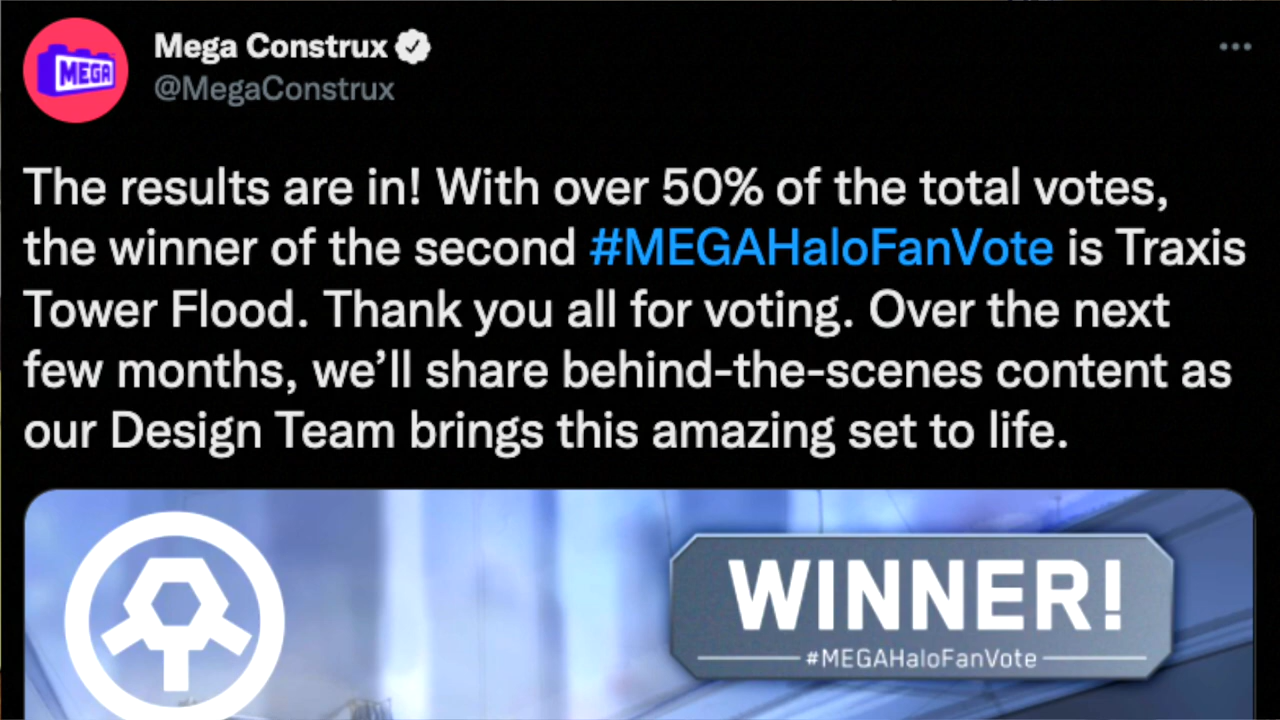 MEGA
Mega Construx
@MegaConstrux
The results are in! With over 50% of the total votes,
the winner of the second #MEGAHaloFanVote is Traxis
Tower Flood. Thank you all for voting. Over the next
few months, we’ll share behind-the-scenes content as
our Design Team brings this amazing set to life.
WINNER!
#MEGAHaloFanVote